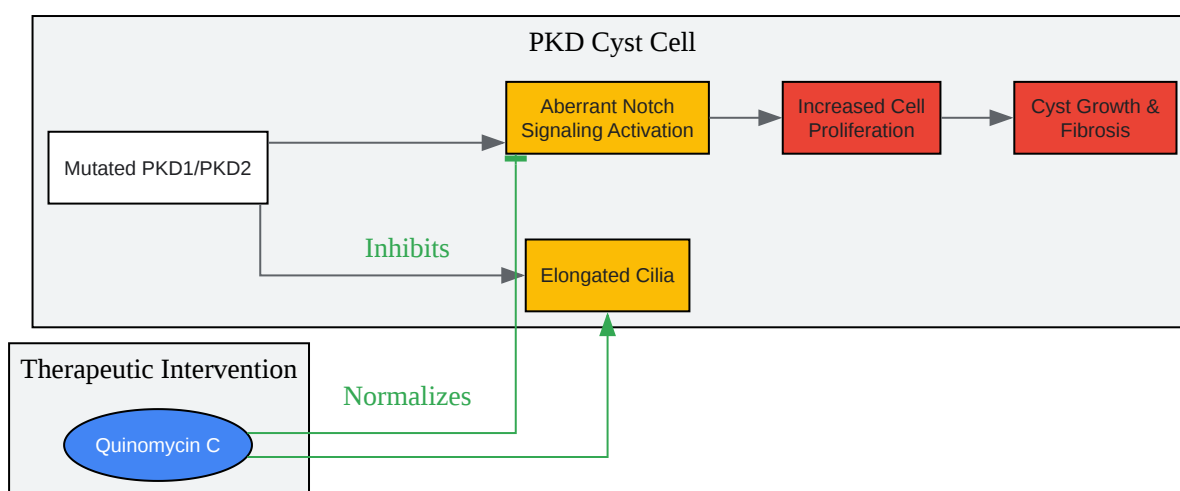 PKD Cyst Cell
Aberrant Notch
Signaling Activation
Increased Cell
Proliferation
Cyst Growth &
Fibrosis
Mutated PKD1/PKD2
Inhibits
Elongated Cilia
Therapeutic Intervention
Normalizes
Quinomycin C